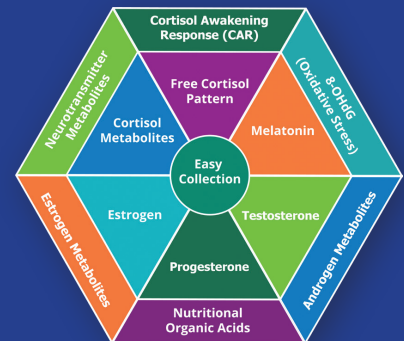 Cortisol Awakening
Response (CAR)
Neurotransmitter
Metabolites
8-OHdG
(Oxidative Stress)
Free Cortisol
Pattern
Cortisol
Metabolites
Melatonin
Easy
Collection
Estrogen
Testosterone
Progesterone
Estrogen Metabolites
Androgen Metabolites
Nutritional
Organic Acids